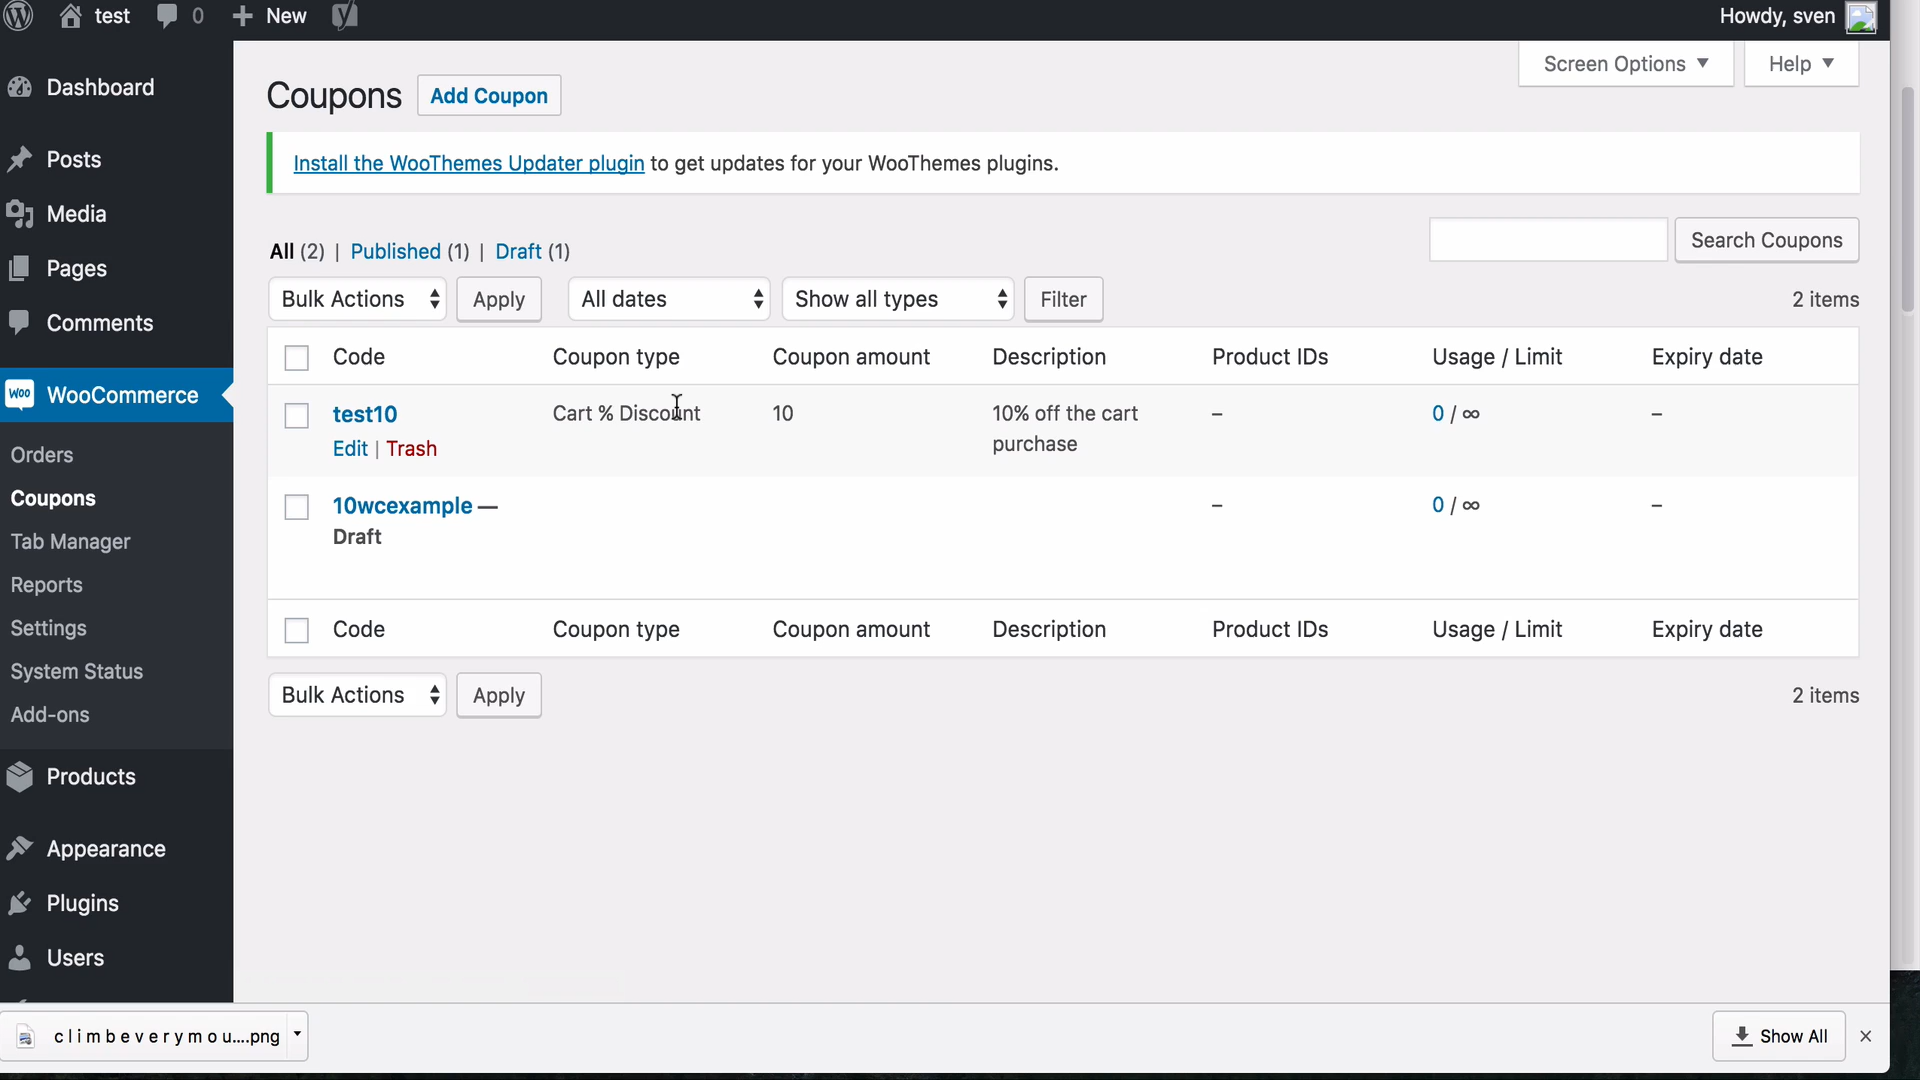 test 0 New Howdy, sven
Screen Options Help
Dashboard
Posts
Media
Pages
Comments
WooCommerce
Orders
Coupons
Tab Manager
Reports
Settings
System Status
Add-ons
Products
Appearance
Plugins
Users
Coupons Add Coupon
Install the WooThemes Updater plugin to get updates for your WooThemes plugins.
All (2) | Published (1) | Draft (1)
Search Coupons
Bulk Actions Apply All dates Show all types Filter 2 items
Code Coupon type Coupon amount Description Product IDs Usage / Limit Expiry date
test10 Cart % Discount 10 10% off the cart – 0 / ∞ –
purchase
Edit | Trash
10wcexample — – 0 / ∞ –
Draft
Code Coupon type Coupon amount Description Product IDs Usage / Limit Expiry date
Bulk Actions Apply 2 items
c l i m b e v e r y m o u....png Show All